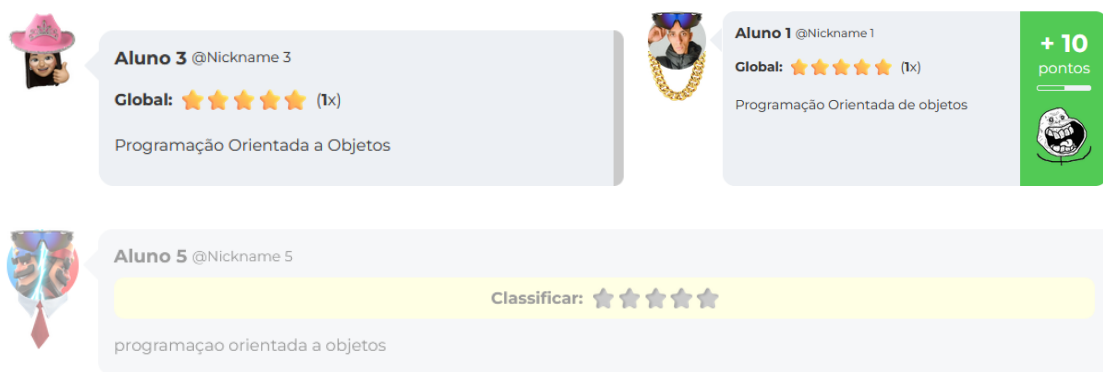 Aluno 3 @Nickname 3
Global: (1x)
Programação Orientada a Objetos
Aluno 1 @Nickname 1
Global: (1x)
Programação Orientada de objetos
+ 10
pontos
Aluno 5 @Nickname 5
Classificar:
programaçao orientada a objetos